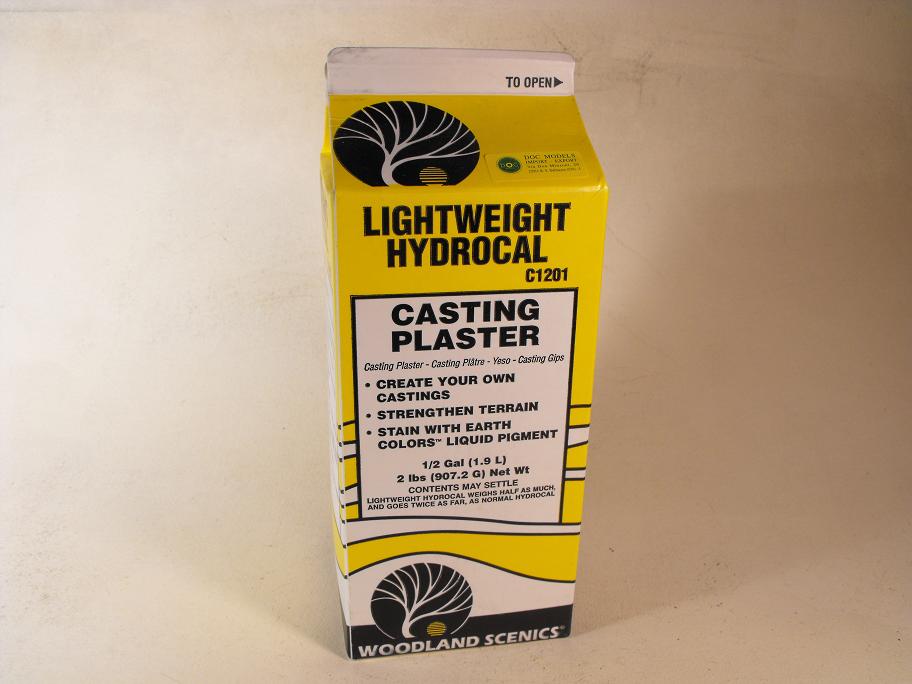 TO OPEN
DOC
DOC MODELS
IMPORT - EXPORT
LIGHTWEIGHT
HYDROCAL
C1201
CASTING
PLASTER
Casting Plaster - Casting Plâtre - Yeso - Casting Gips
• CREATE YOUR OWN
CASTINGS
• STRENGTHEN TERRAIN
• STAIN WITH EARTH
COLORS™ LIQUID PIGMENT
1/2 Gal (1.9 L)
2 lbs (907.2 G) Net Wt
CONTENTS MAY SETTLE
LIGHTWEIGHT HYDROCAL WEIGHS HALF AS MUCH,
AND GOES TWICE AS FAR, AS NORMAL HYDROCAL
WOODLAND SCENICS®